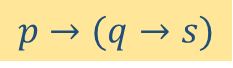 p → (q → s)